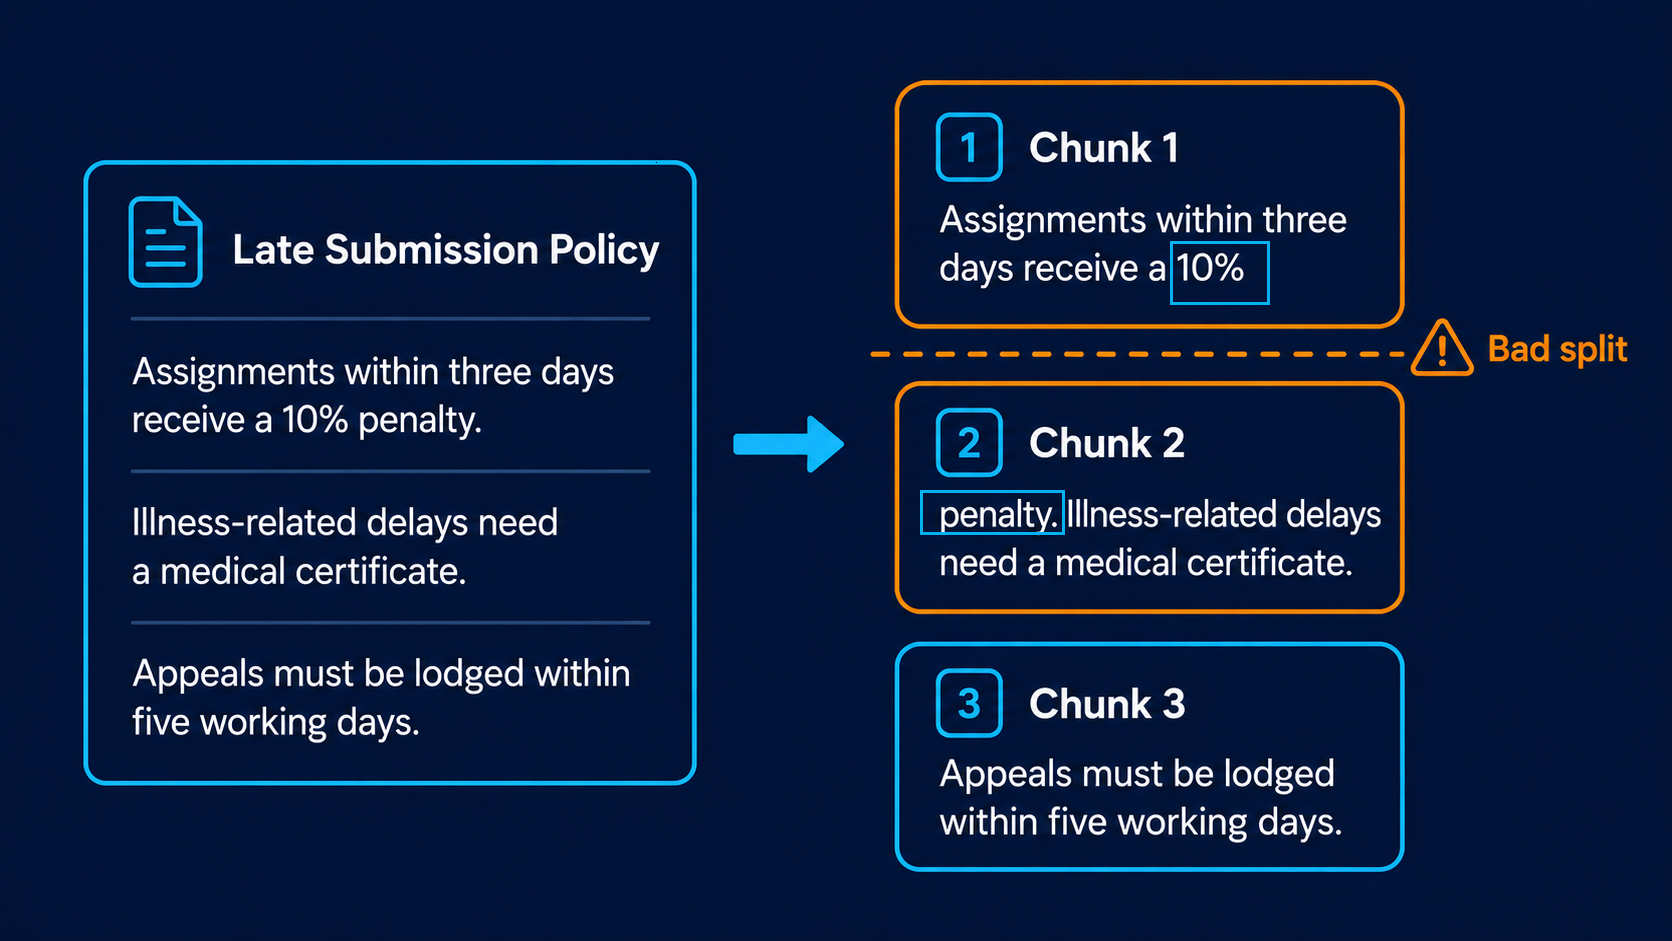 Late Submission Policy
Assignments within three days
receive a 10% penalty.
Illness-related delays need
a medical certificate.
Appeals must be lodged within
five working days.
1
Chunk 1
Assignments within three
days receive a 10%
Bad split
2
Chunk 2
penalty. Illness-related delays
need a medical certificate.
3
Chunk 3
Appeals must be lodged
within five working days.